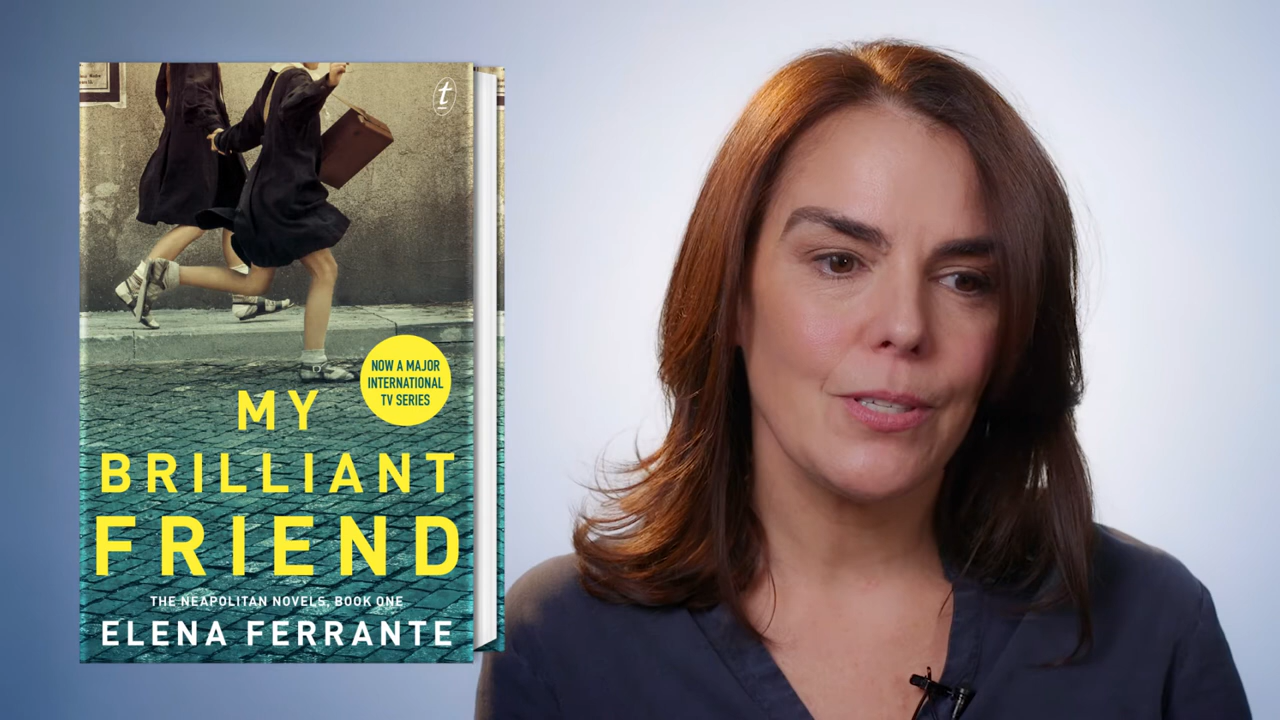 t
NOW A MAJOR
INTERNATIONAL
TV SERIES
MY
BRILLIANT
FRIEND
THE NEAPOLITAN NOVELS, BOOK ONE
ELENA FERRANTE